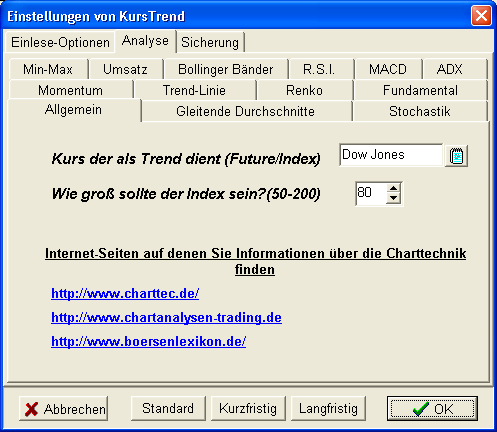 Einstellungen von KursTrend
Einlese-Optionen Analyse Sicherung
Min-Max Umsatz Bollinger Bänder R.S.I. MACD ADX
Momentum Trend-Linie Renko Fundamental
Allgemein Gleitende Durchschnitte Stochastik
Kurs der als Trend dient (Future/Index) Dow Jones
Wie groß sollte der Index sein?(50-200) 80
Internet-Seiten auf denen Sie Informationen über die Charttechnik
finden
http://www.charttec.de/
http://www.chartanalysen-trading.de
http://www.boersenlexikon.de/
Abbrechen Standard Kurzfristig Langfristig OK